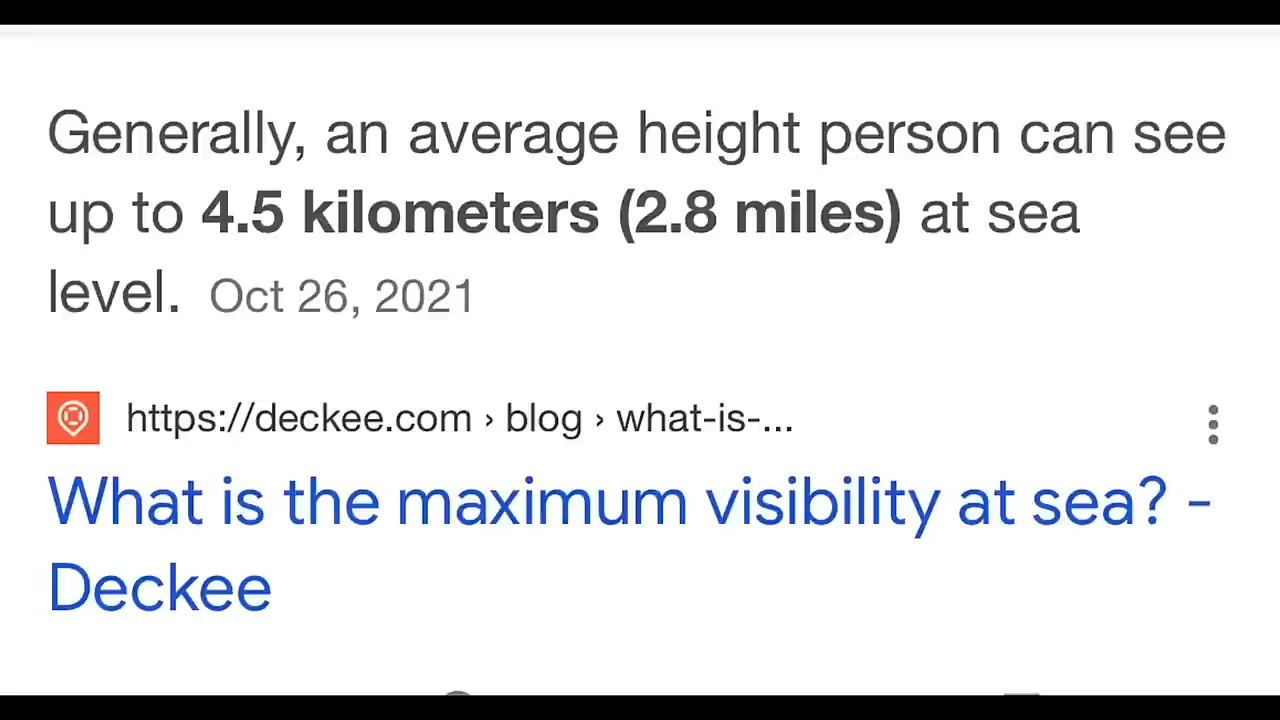 Generally, an average height person can see
up to 4.5 kilometers (2.8 miles) at sea
level. Oct 26, 2021
https://deckee.com › blog › what-is-...
What is the maximum visibility at sea? -
Deckee